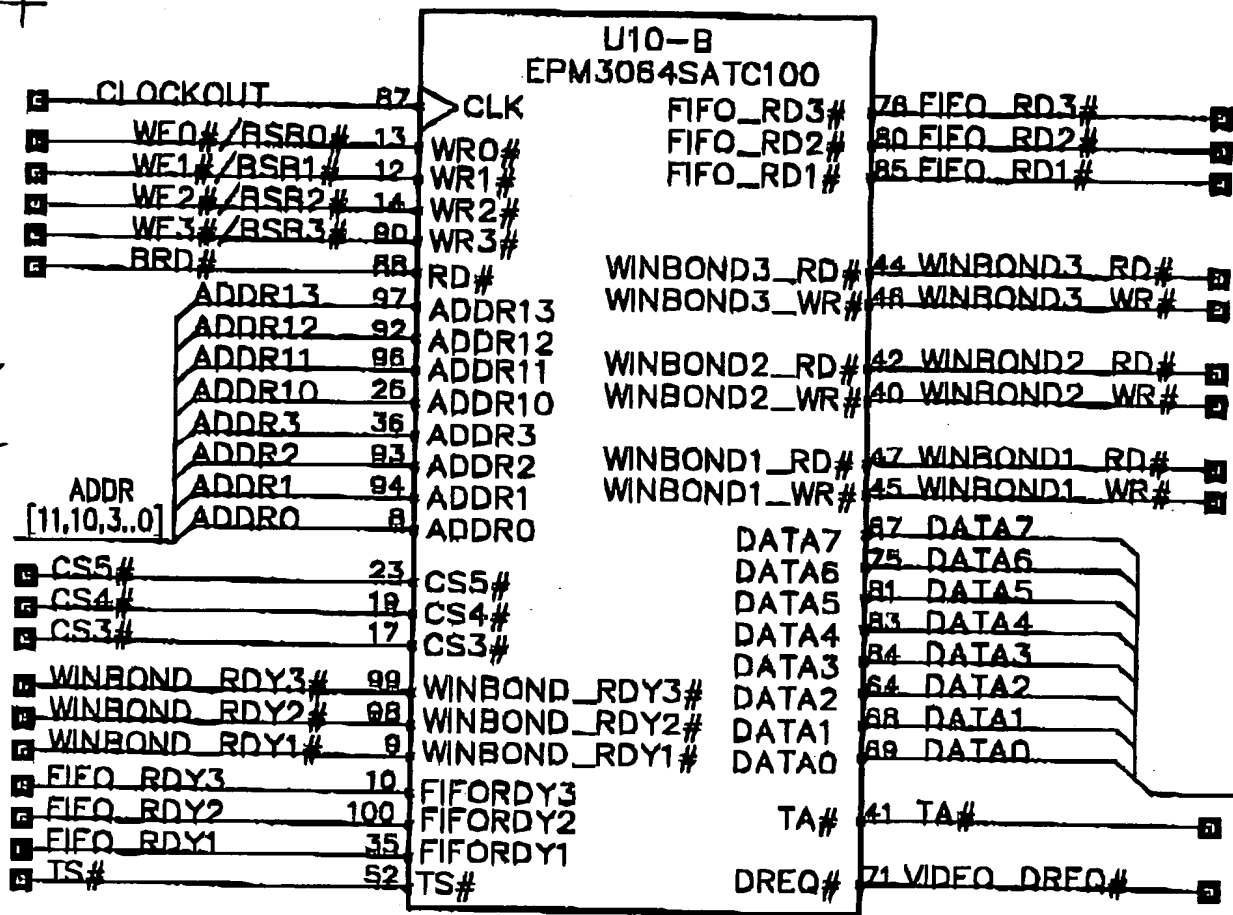 U10-B
EPM3064SATC100
CLOCKOUT 87 CLK
WE0#/BSB0# 13 WR0#
WE1#/BSB1# 12 WR1#
WE2#/BSB2# 14 WR2#
WE3#/BSB3# 90 WR3#
BRD# 88 RD#
ADDR13 97 ADDR13
ADDR12 92 ADDR12
ADDR11 96 ADDR11
ADDR10 25 ADDR10
ADDR3 36 ADDR3
ADDR2 93 ADDR2
ADDR1 94 ADDR1
ADDR0 8 ADDR0
ADDR
[11,10,3..0]
CS5# 23 CS5#
CS4# 19 CS4#
CS3# 17 CS3#
WINBOND_RDY3# 99 WINBOND_RDY3#
WINBOND_RDY2# 98 WINBOND_RDY2#
WINBOND_RDY1# 9 WINBOND_RDY1#
FIFO_RDY3 10 FIFORDY3
FIFO_RDY2 100 FIFORDY2
FIFO_RDY1 35 FIFORDY1
TS# 52 TS#
FIFO_RD3# 76 FIFO_RD3#
FIFO_RD2# 80 FIFO_RD2#
FIFO_RD1# 85 FIFO_RD1#
WINBOND3_RD# 44 WINBOND3_RD#
WINBOND3_WR# 46 WINBOND3_WR#
WINBOND2_RD# 42 WINBOND2_RD#
WINBOND2_WR# 40 WINBOND2_WR#
WINBOND1_RD# 47 WINBOND1_RD#
WINBOND1_WR# 45 WINBOND1_WR#
DATA7 67 DATA7
DATA6 75 DATA6
DATA5 81 DATA5
DATA4 83 DATA4
DATA3 84 DATA3
DATA2 64 DATA2
DATA1 68 DATA1
DATA0 69 DATA0
TA# 41 TA#
DREQ# 71 VIDEO_DREQ#